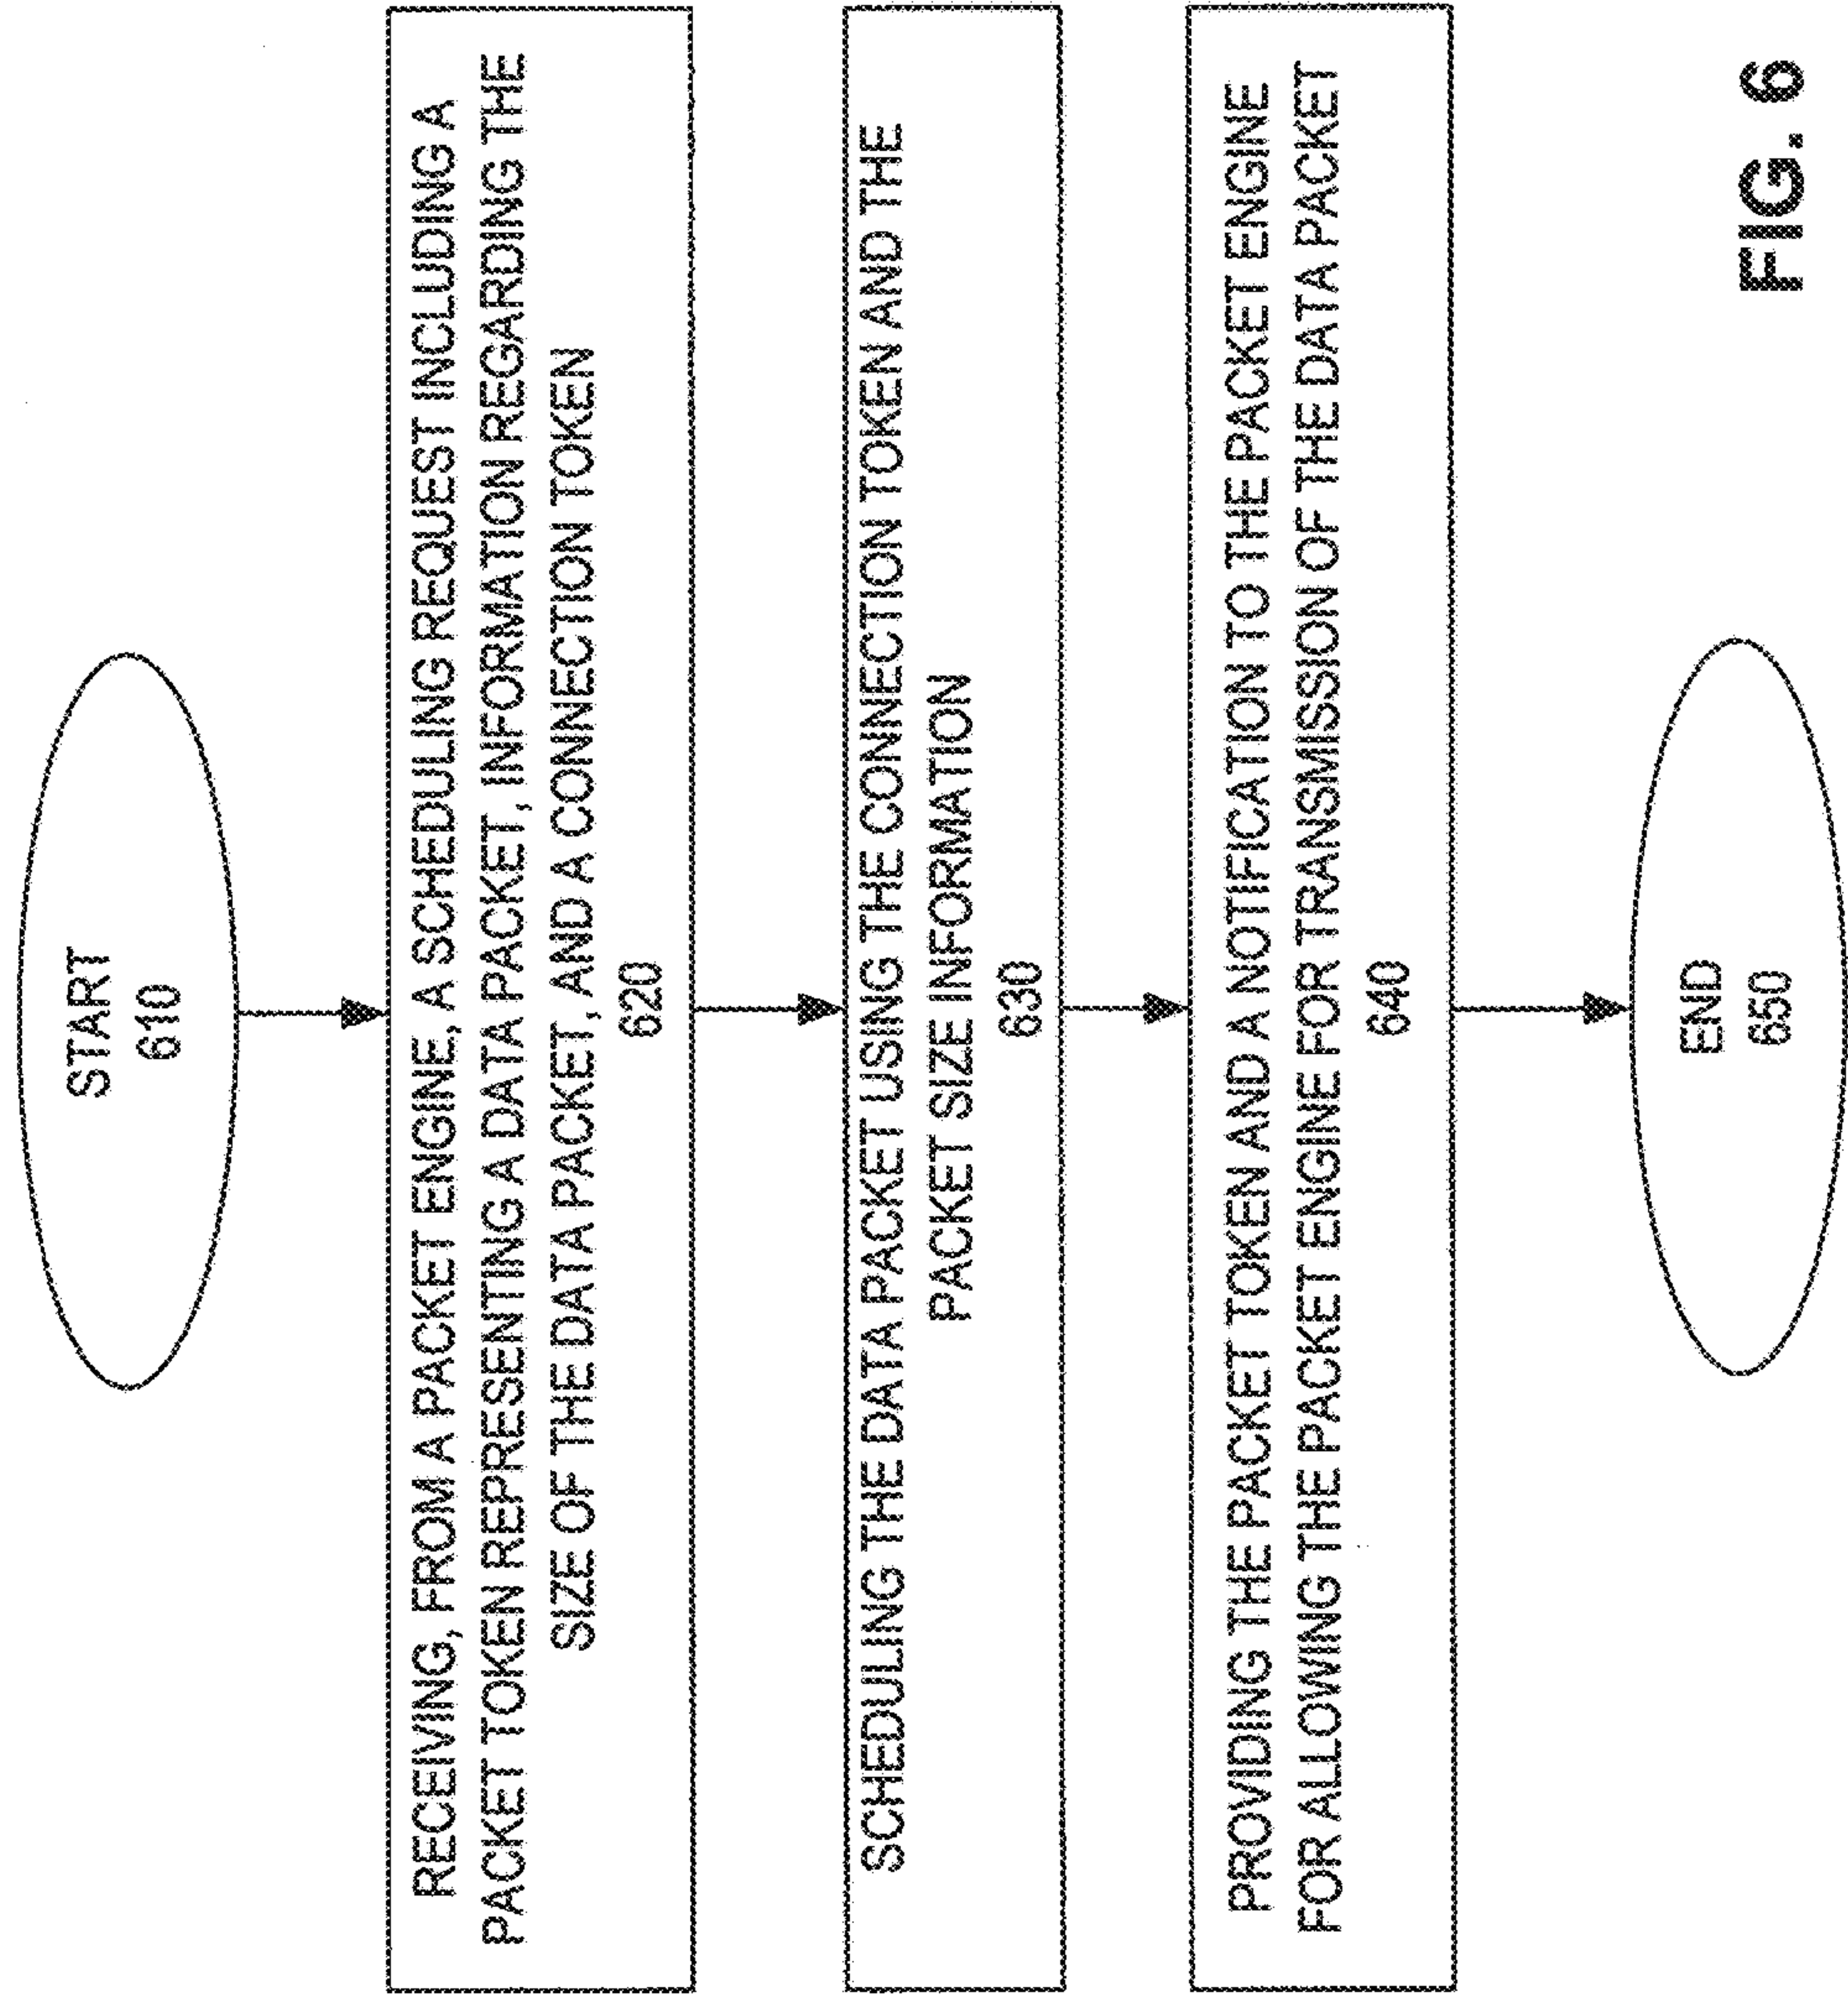 START
610
RECEIVING, FROM A PACKET ENGINE, A SCHEDULING REQUEST INCLUDING A
PACKET TOKEN REPRESENTING A DATA PACKET, INFORMATION REGARDING THE
SIZE OF THE DATA PACKET, AND A CONNECTION TOKEN
620
SCHEDULING THE DATA PACKET USING THE CONNECTION TOKEN AND THE
PACKET SIZE INFORMATION
630
PROVIDING THE PACKET TOKEN AND A NOTIFICATION TO THE PACKET ENGINE
FOR ALLOWING THE PACKET ENGINE FOR TRANSMISSION OF THE DATA PACKET
640
END
650
FIG. 6